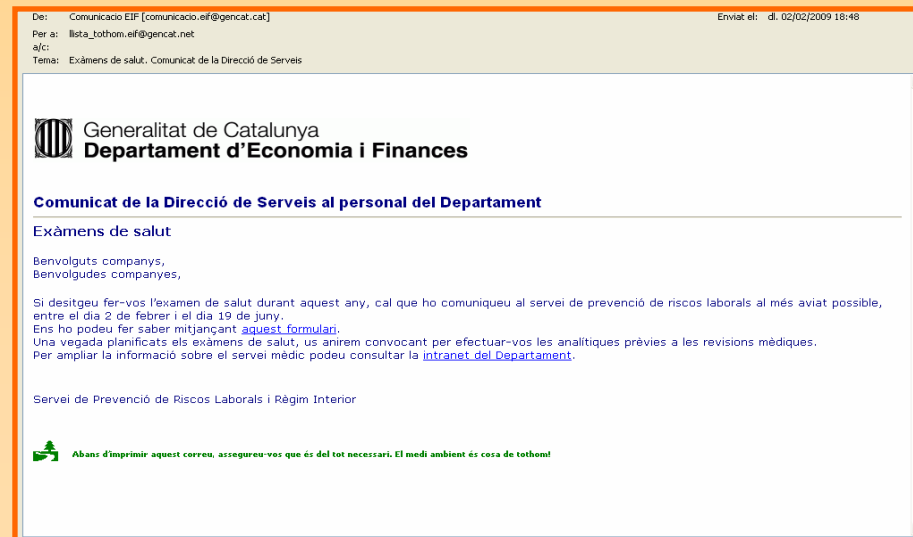 De: Comunicacio EIF [comunicacio.eif@gencat.cat] Enviat el: dl. 02/02/2009 18:48
Per a: llista_tothom.eif@gencat.net
a/c:
Tema: Exàmens de salut. Comunicat de la Direcció de Serveis
Generalitat de Catalunya
Departament d'Economia i Finances
Comunicat de la Direcció de Serveis al personal del Departament
Exàmens de salut
Benvolguts companys,
Benvolgudes companyes,
Si desitgeu fer-vos l'examen de salut durant aquest any, cal que ho comuniqueu al servei de prevenció de riscos laborals al més aviat possible,
entre el dia 2 de febrer i el dia 19 de juny.
Ens ho podeu fer saber mitjançant aquest formulari.
Una vegada planificats els exàmens de salut, us anirem convocant per efectuar-vos les analítiques prèvies a les revisions mèdiques.
Per ampliar la informació sobre el servei mèdic podeu consultar la intranet del Departament.
Servei de Prevenció de Riscos Laborals i Règim Interior
Abans d'imprimir aquest correu, assegureu-vos que és del tot necessari. El medi ambient és cosa de tothom!